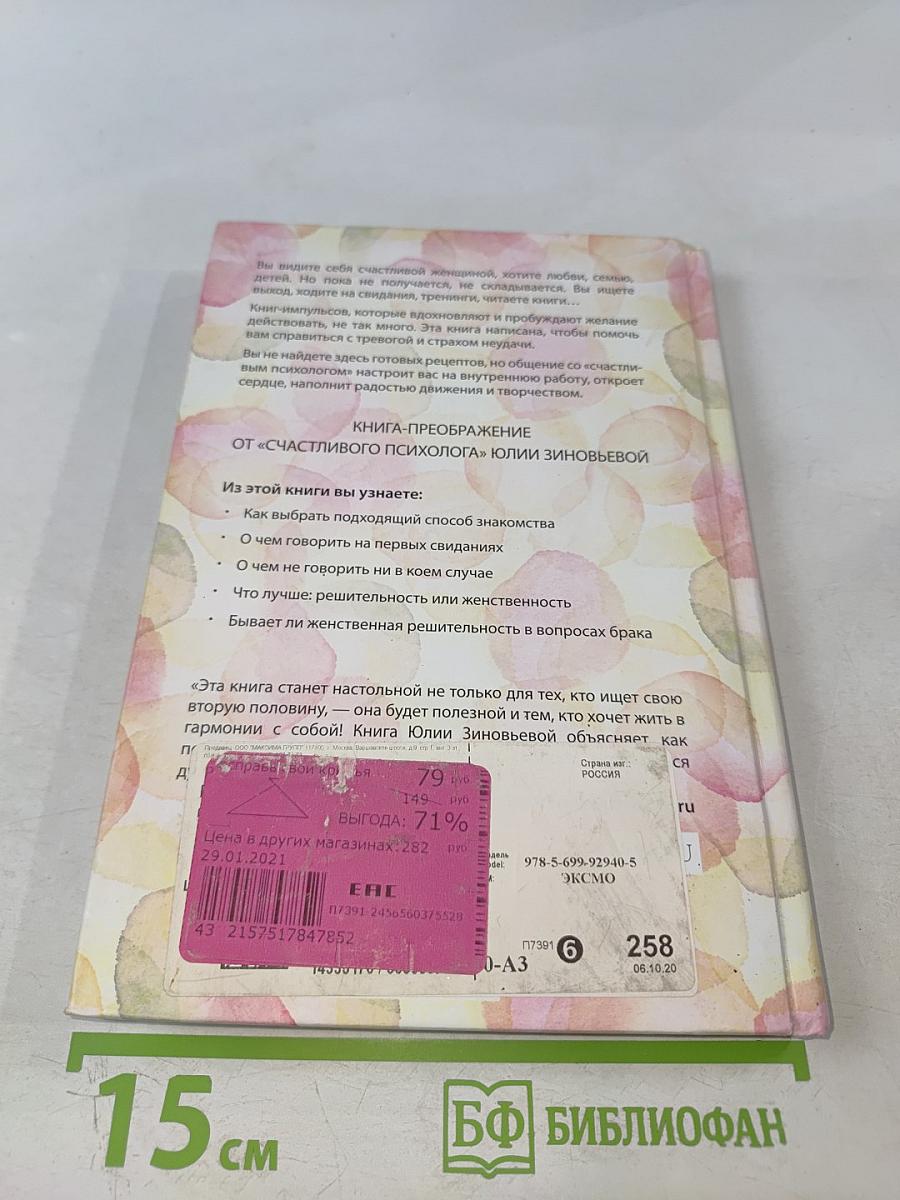 Вы видите себя счастливой женщиной, хотите любви, семью,
детей. Но пока не получается, не складывается. Вы ищете
выход, ходите на свидания, тренинги, читаете книги…
Книг-импульсов, которые вдохновляют и пробуждают желание
действовать, не так много. Эта книга написана, чтобы помочь
вам справиться с тревогой и страхом неудачи.
Вы не найдете здесь готовых рецептов, но общение со «счастли-
вым психологом» настроит вас на внутреннюю работу, откроет
сердце, наполнит радостью движения и творчеством.
КНИГА-ПРЕОБРАЖЕНИЕ
ОТ «СЧАСТЛИВОГО ПСИХОЛОГА» ЮЛИИ ЗИНОВЬЕВОЙ
Из этой книги вы узнаете:
• Как выбрать подходящий способ знакомства
• О чем говорить на первых свиданиях
• О чем не говорить ни в коем случае
• Что лучше: решительность или женственность
• Бывает ли женственная решительность в вопросах брака
«Эта книга станет настольной не только для тех, кто ищет свою
вторую половину, — она будет полезной и тем, кто хочет жить в
гармонии с собой! Книга Юлии Зиновьевой объясняет, как
ся
ru
Страна изг.:
РОССИЯ
79 руб
149 руб
ВЫГОДА: 71%
Цена в других магазинах: 282 руб
29.01.2021
EAC
П7391-2456560375528
43 2157517847852
978-5-699-92940-5
ЭКСМО
П7391 6 258
06.10.20
0-А3
15 см
БФ БИБЛИОФАН